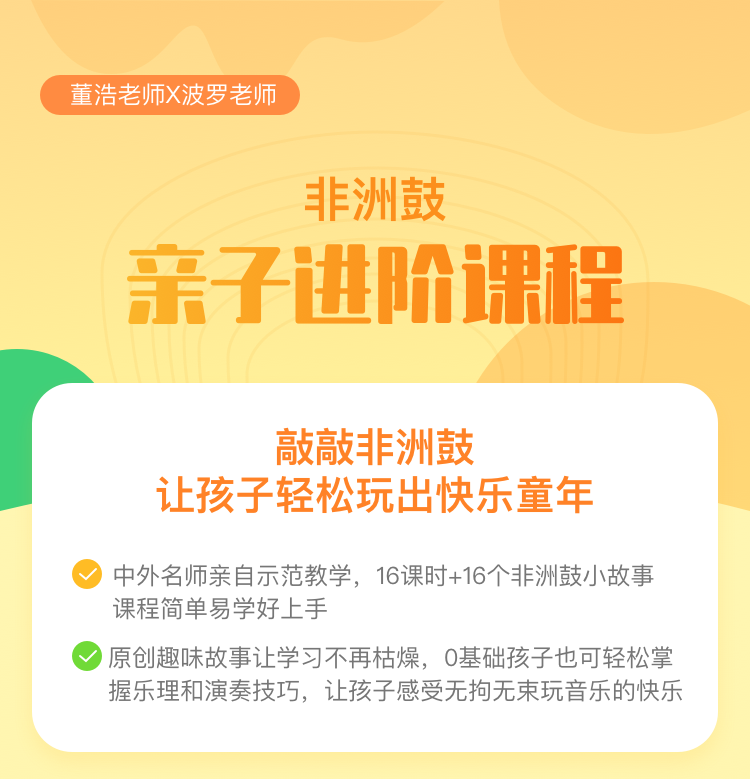 董浩老师X波罗老师
非洲鼓
亲子进阶课程
敲敲非洲鼓
让孩子轻松玩出快乐童年
中外名师亲自示范教学，16课时+16个非洲鼓小故事
课程简单易学好上手
原创趣味故事让学习不再枯燥，0基础孩子也可轻松掌
握乐理和演奏技巧，让孩子感受无拘无束玩音乐的快乐